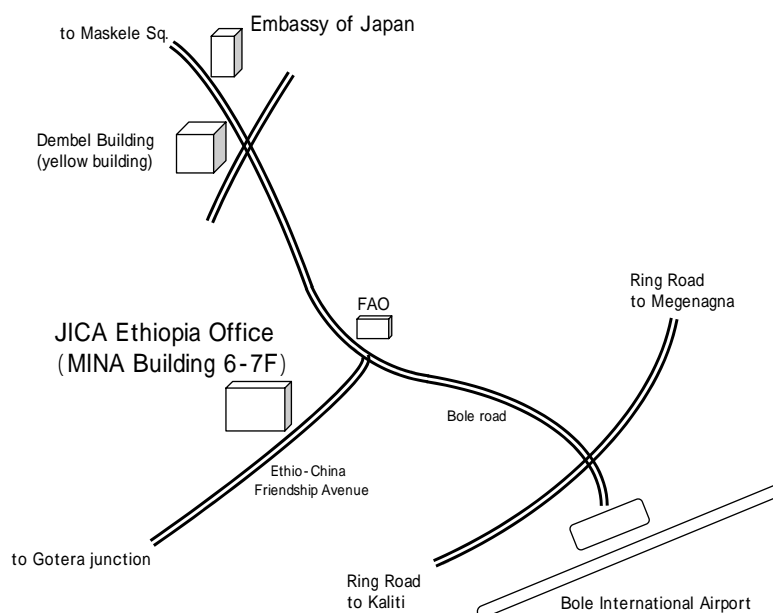 to Maskele Sq.
Embassy of Japan
Dembel Building
(yellow building)
Ring Road
to Megenagna
FAO
JICA Ethiopia Office
(MINA Building 6-7F)
Bole road
Ethio-China
Friendship Avenue
to Gotera junction
Ring Road
to Kaliti
Bole International Airport